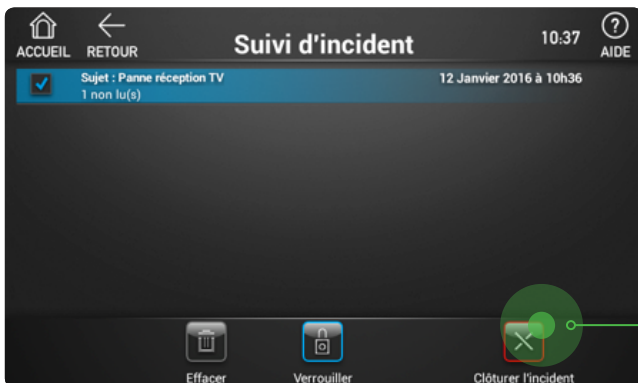 ACCUEIL
RETOUR
Suivi d'incident
10:37
?
AIDE
Sujet : Panne réception TV
12 Janvier 2016 à 10h36
1 non lu(s)
Effacer
Verrouiller
Clôturer l'incident